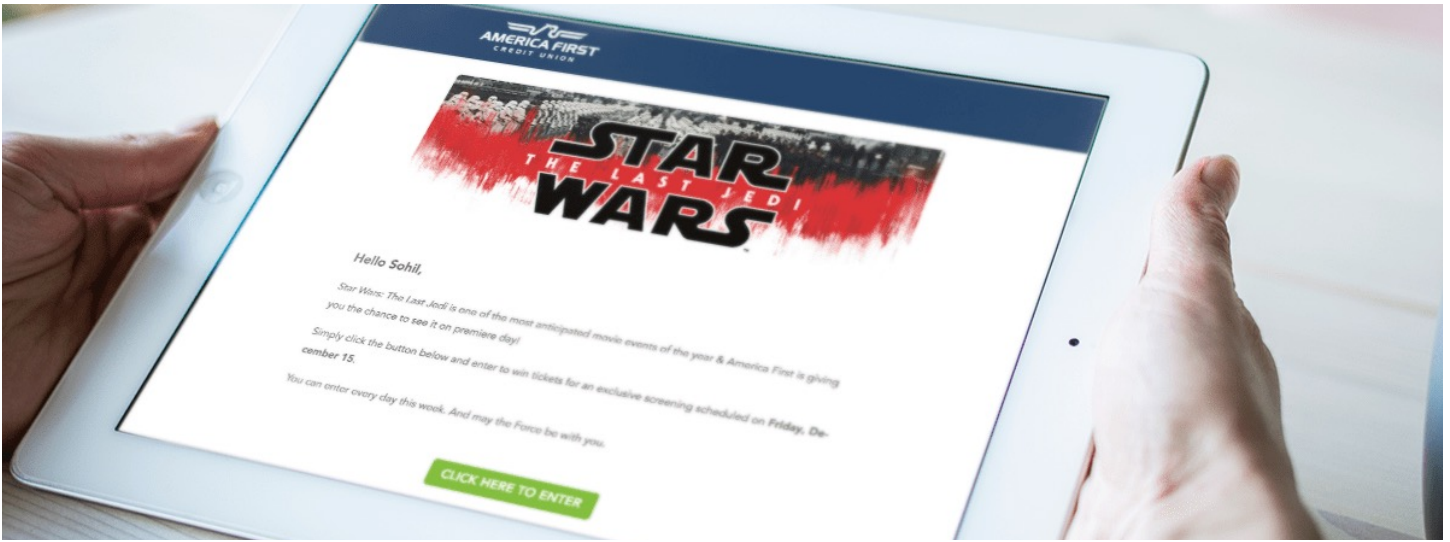 AMERICA FIRST
CREDIT UNION
STAR
THE LAST JEDI
WARS
Hello Sohil,
Star Wars: The Last Jedi is one of the most anticipated movie events of the year & America First is giving
you the chance to see it on premiere day!
Simply click the button below and enter to win tickets for an exclusive screening scheduled on Friday, De-
cember 15.
You can enter every day this week. And may the Force be with you.
CLICK HERE TO ENTER